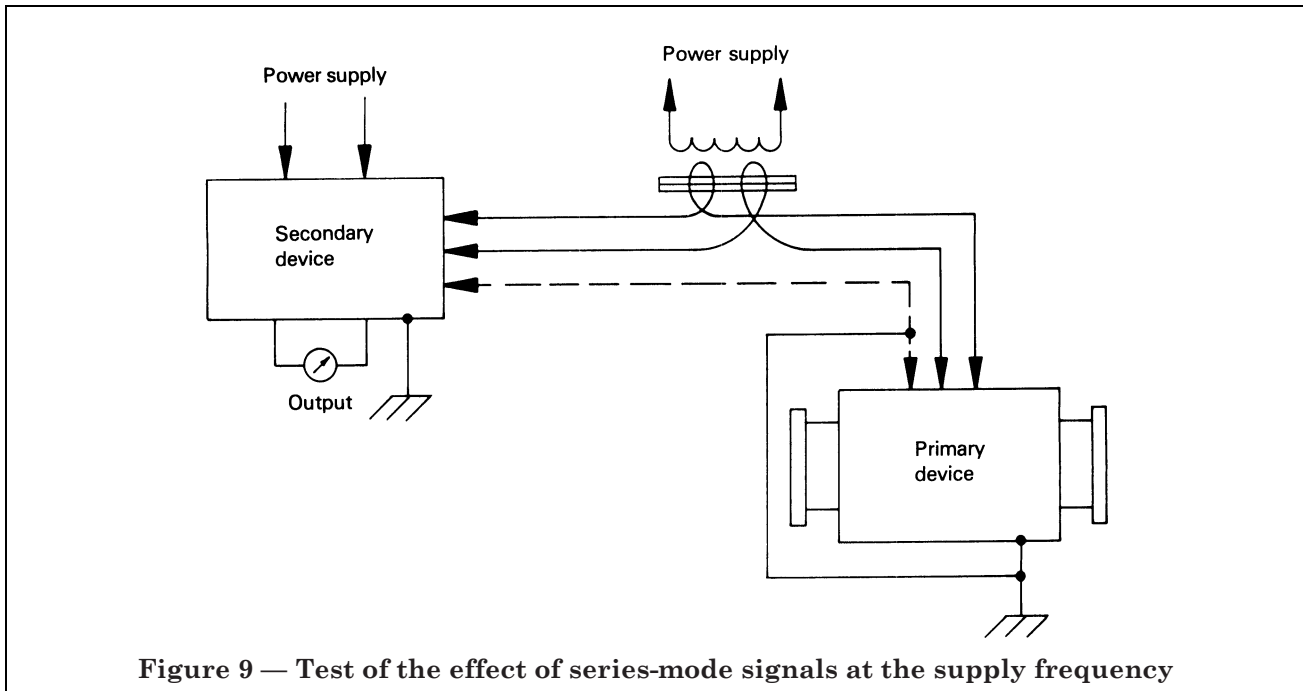 Power supply
Power supply
Secondary
device
Output
Primary
device
Figure 9 — Test of the effect of series-mode signals at the supply frequency